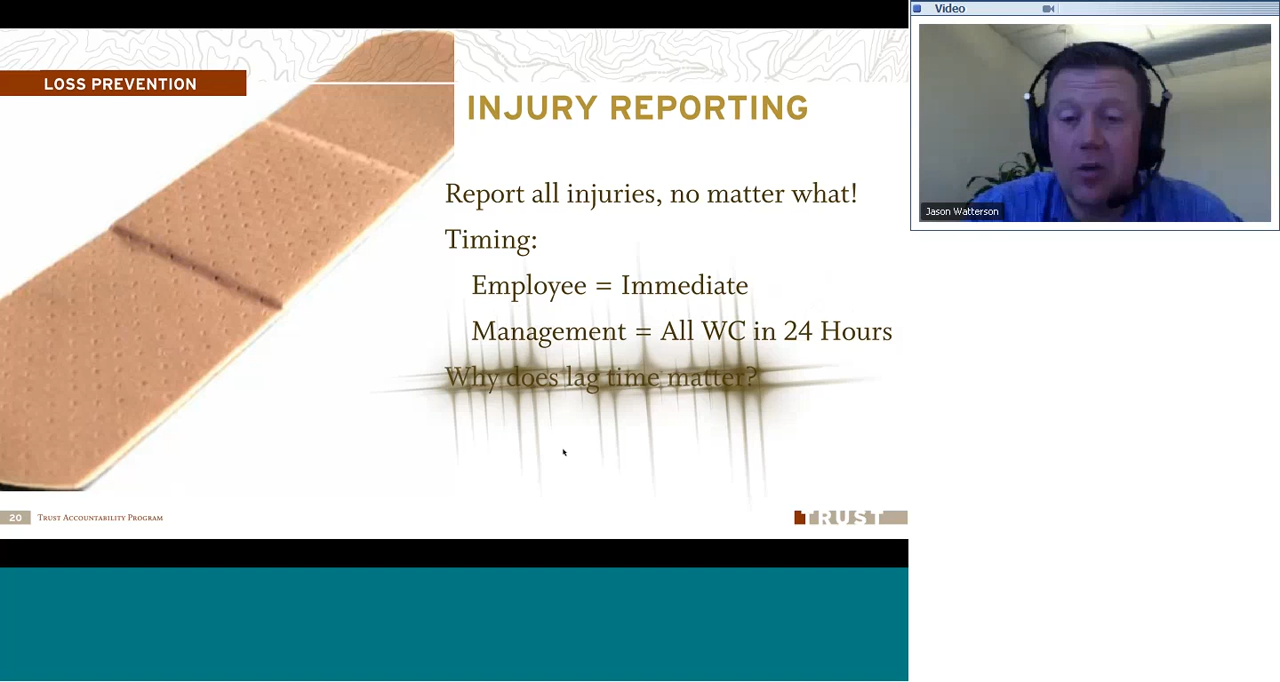 LOSS PREVENTION
INJURY REPORTING
Report all injuries, no matter what!
Timing:
Employee = Immediate
Management = All WC in 24 Hours
Why does lag time matter?
20 Trust Accountability Program
TRUST
Video
Jason Watterson